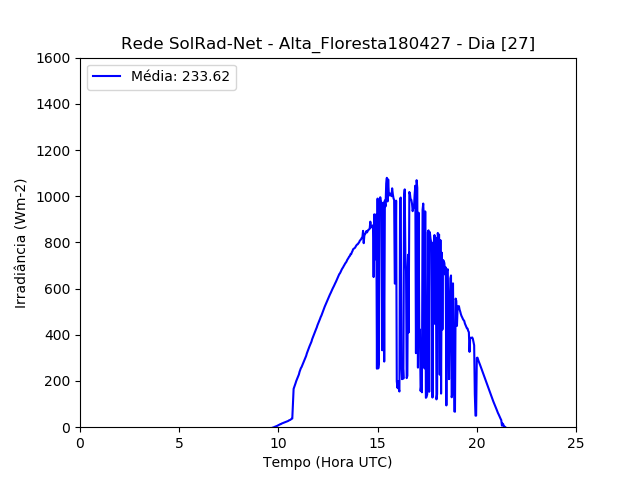 Rede SolRad-Net - Alta_Floresta180427 - Dia [27]
Média: 233.62
1600
1400
1200
1000
800
600
400
200
0
Irradiância (Wm-2)
0 5 10 15 20 25
Tempo (Hora UTC)